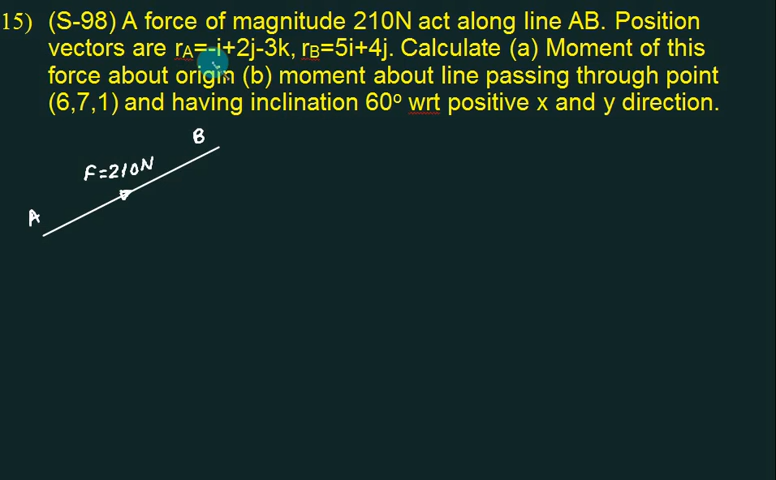 15) (S-98) A force of magnitude 210N act along line AB. Position
vectors are rA=-i+2j-3k, rB=5i+4j. Calculate (a) Moment of this
force about origin (b) moment about line passing through point
(6,7,1) and having inclination 60º wrt positive x and y direction.
B
F=210N
A